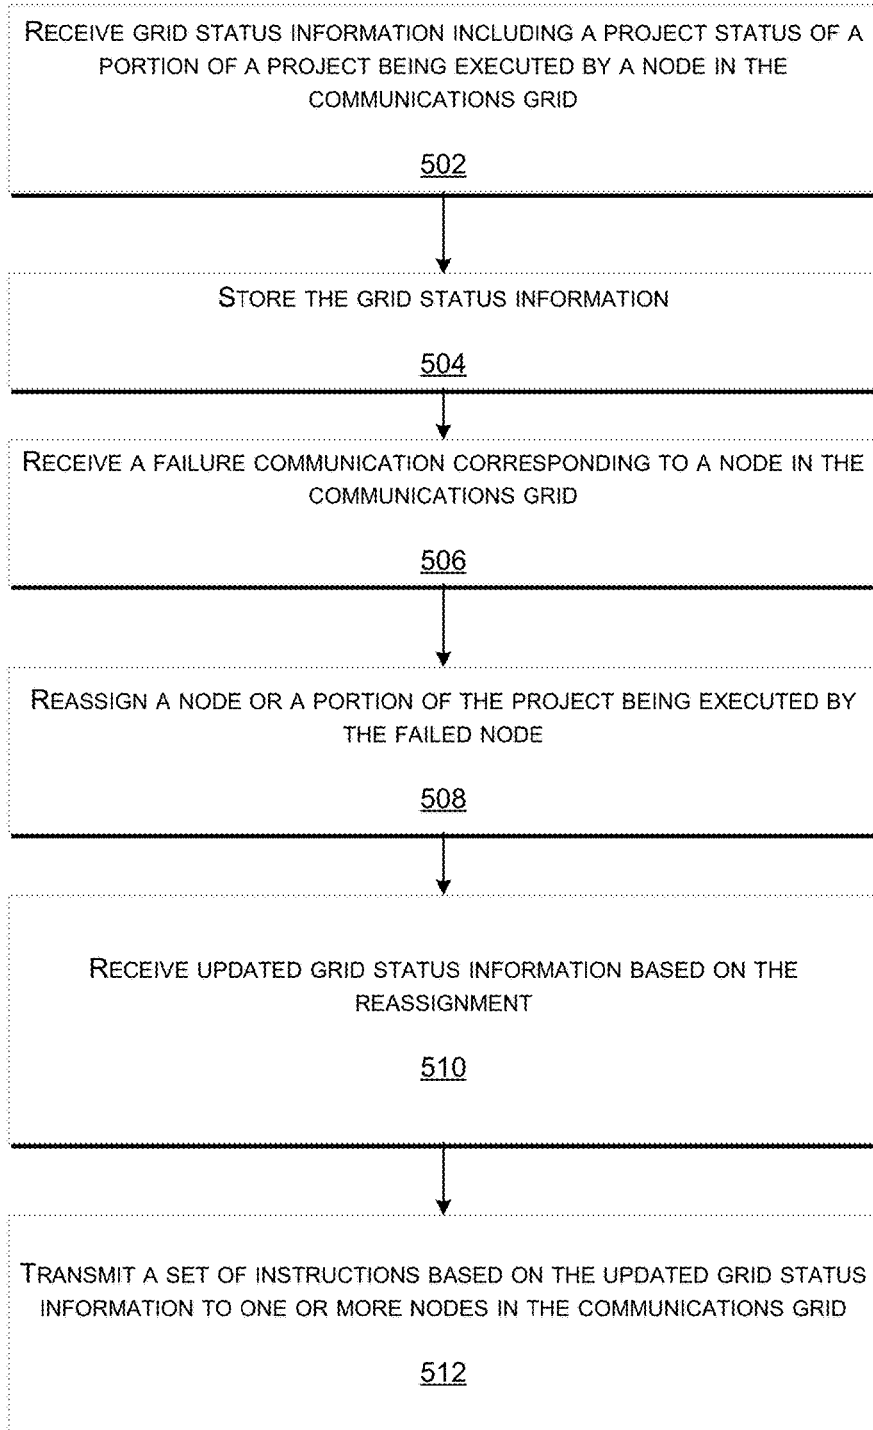 RECEIVE GRID STATUS INFORMATION INCLUDING A PROJECT STATUS OF A
PORTION OF A PROJECT BEING EXECUTED BY A NODE IN THE
COMMUNICATIONS GRID
502
STORE THE GRID STATUS INFORMATION
504
RECEIVE A FAILURE COMMUNICATION CORRESPONDING TO A NODE IN THE
COMMUNICATIONS GRID
506
REASSIGN A NODE OR A PORTION OF THE PROJECT BEING EXECUTED BY
THE FAILED NODE
508
RECEIVE UPDATED GRID STATUS INFORMATION BASED ON THE
REASSIGNMENT
510
TRANSMIT A SET OF INSTRUCTIONS BASED ON THE UPDATED GRID STATUS
INFORMATION TO ONE OR MORE NODES IN THE COMMUNICATIONS GRID
512